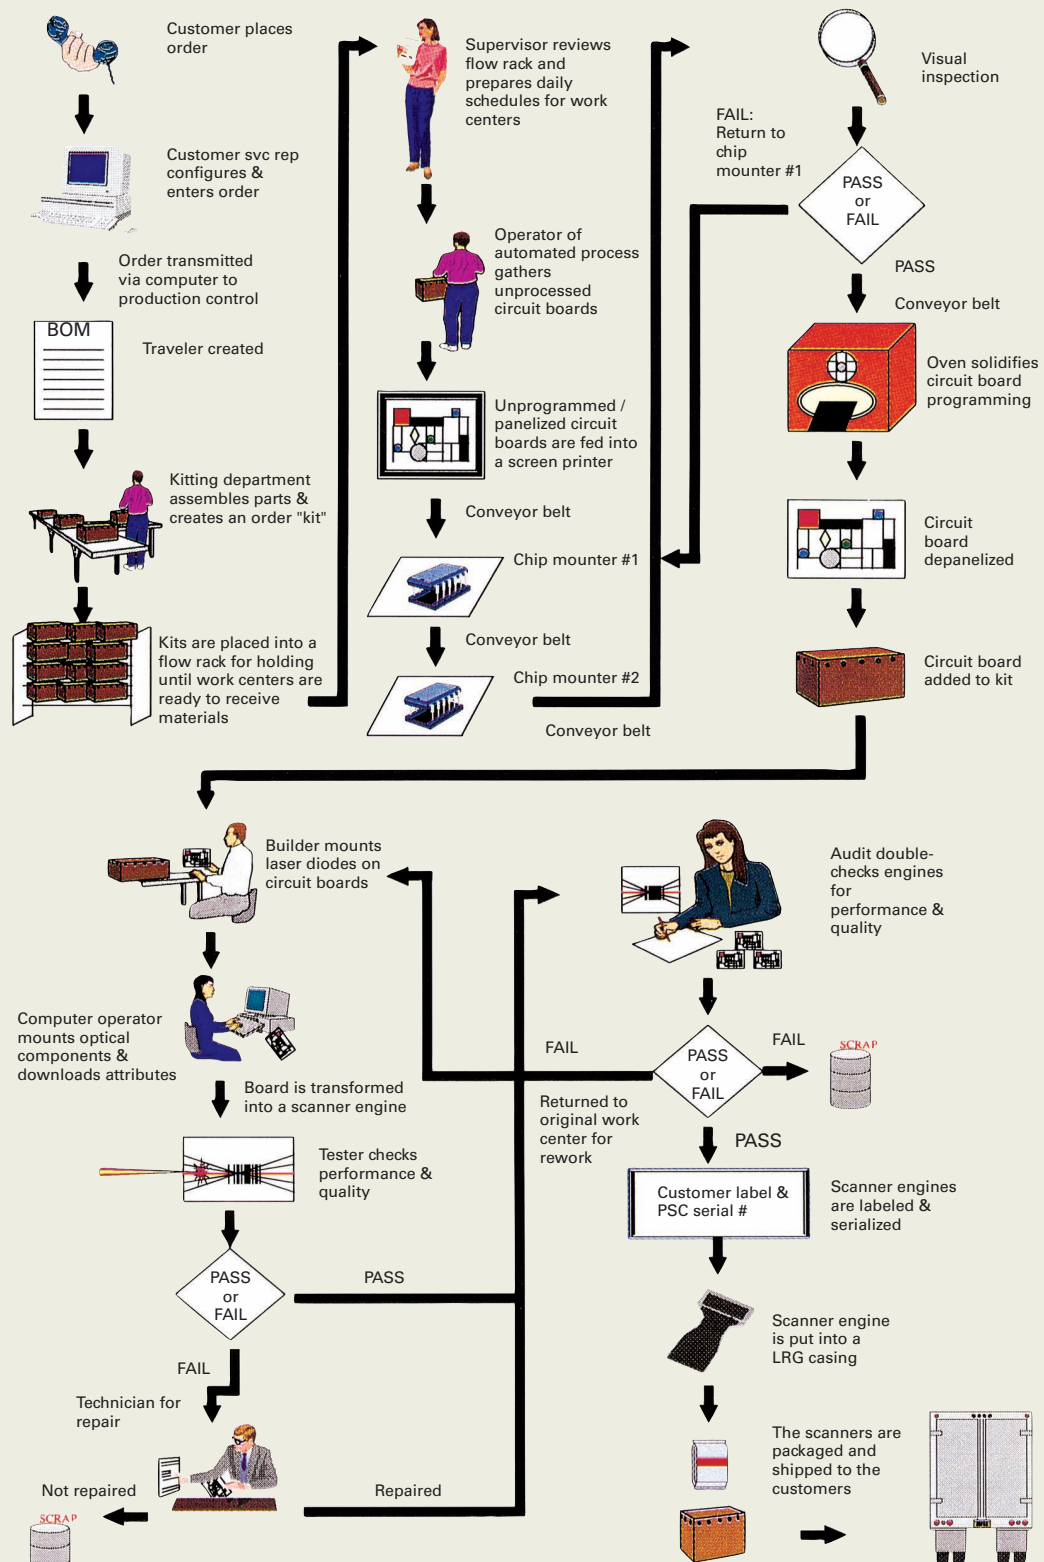 Customer places
order
Customer svc rep
configures &
enters order
Order transmitted
via computer to
production control
BOM
Traveler created
Kitting department
assembles parts &
creates an order "kit"
Kits are placed into a
flow rack for holding
until work centers are
ready to receive
materials
Supervisor reviews
flow rack and
prepares daily
schedules for work
centers
Operator of
automated process
gathers
unprocessed
circuit boards
Unprogrammed /
panelized circuit
boards are fed into
a screen printer
Conveyor belt
Chip mounter #1
Conveyor belt
Chip mounter #2
Conveyor belt
Visual
inspection
FAIL:
Return to
chip
mounter #1
PASS
or
FAIL
PASS
Conveyor belt
Oven solidifies
circuit board
programming
Circuit
board
depanelized
Circuit board
added to kit
Builder mounts
laser diodes on
circuit boards
Computer operator
mounts optical
components &
downloads attributes
Board is transformed
into a scanner engine
Tester checks
performance &
quality
PASS
or
FAIL
PASS
FAIL
Technician for
repair
Not repaired
SCRAP
Repaired
Audit double-
checks engines
for
performance &
quality
PASS
or
FAIL
FAIL
Returned to
original work
center for
rework
FAIL
SCRAP
PASS
Customer label &
PSC serial #
Scanner engines
are labeled &
serialized
Scanner engine
is put into a
LRG casing
The scanners are
packaged and
shipped to the
customers